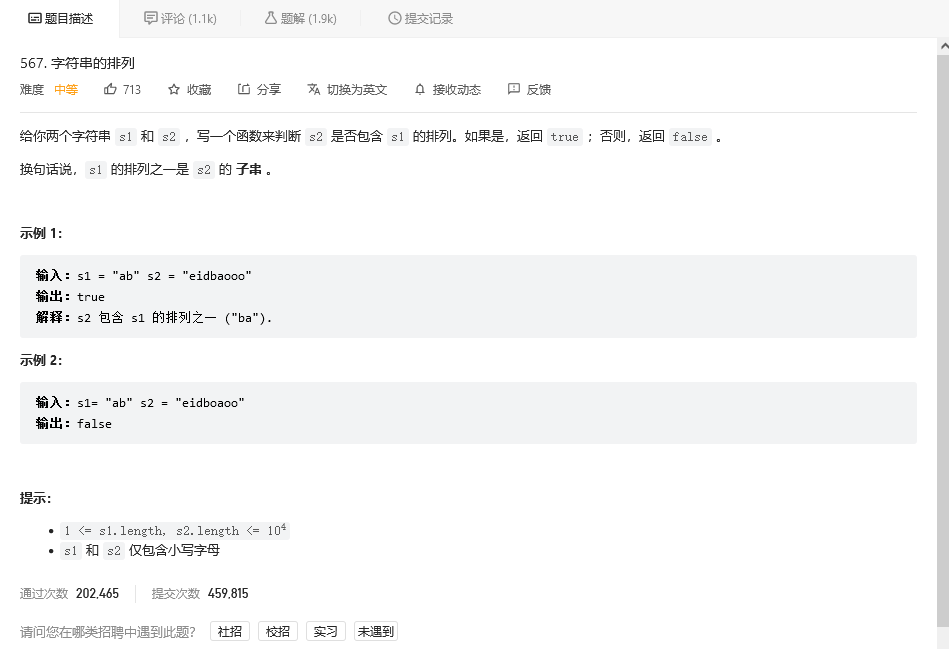 题目描述 评论 (1.1k) 题解 (1.9k) 提交记录
567. 字符串的排列
难度 中等 713 收藏 分享 切换为英文 接收动态 反馈
给你两个字符串 s1 和 s2 ，写一个函数来判断 s2 是否包含 s1 的排列。如果是，返回 true ；否则，返回 false 。
换句话说，s1 的排列之一是 s2 的 子串 。
示例 1：
输入：s1 = "ab" s2 = "eidbaooo"
输出：true
解释：s2 包含 s1 的排列之一 ("ba").
示例 2：
输入：s1= "ab" s2 = "eidboaoo"
输出：false
提示：
• 1 <= s1.length, s2.length <= 10⁴
• s1 和 s2 仅包含小写字母
通过次数 202,465 提交次数 459,815
请问您在哪类招聘中遇到此题？ 社招 校招 实习 未遇到